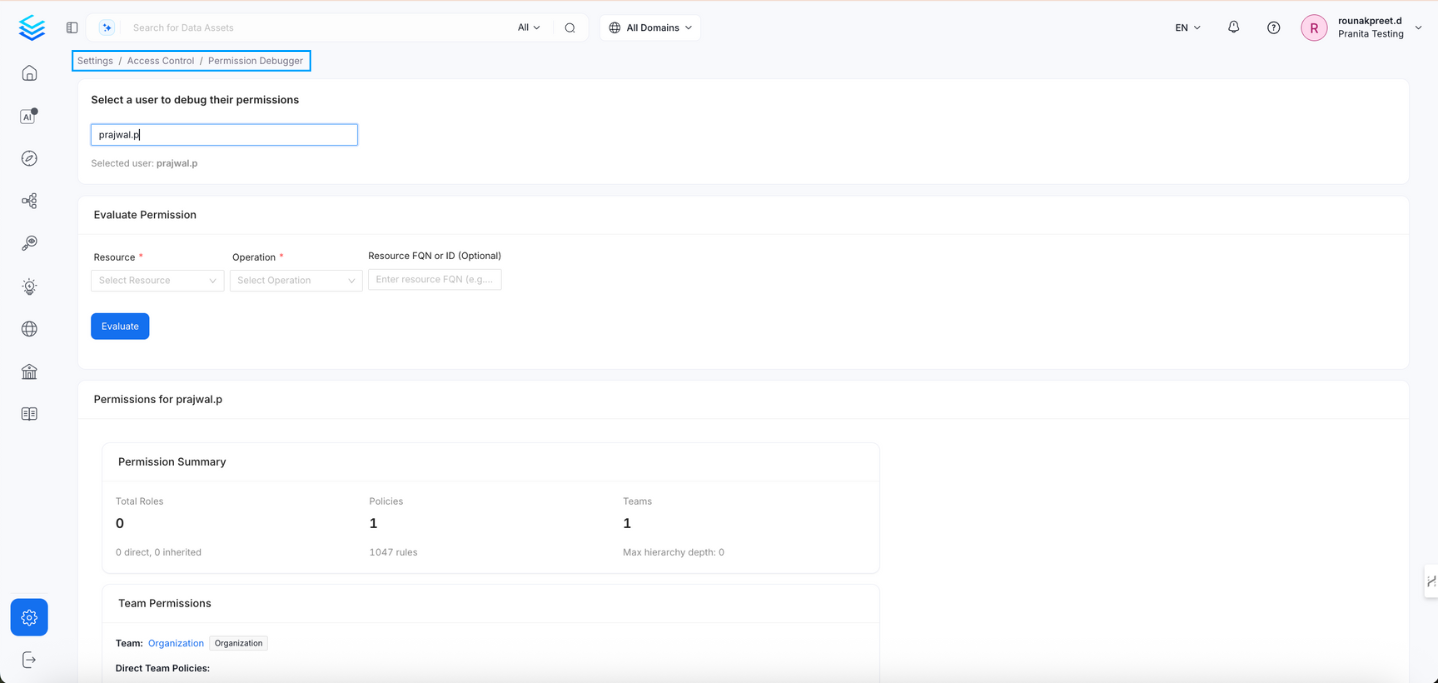 Search for Data Assets
All
All Domains
EN
R
rounakpreet.d
Pranita Testing
Settings / Access Control / Permission Debugger
AI
Select a user to debug their permissions
prajwal.p
Selected user: prajwal.p
Evaluate Permission
Resource *
Operation *
Resource FQN or ID (Optional)
Select Resource
Select Operation
Enter resource FQN (e.g....
Evaluate
Permissions for prajwal.p
Permission Summary
Total Roles
Policies
Teams
0
1
1
0 direct, 0 inherited
1047 rules
Max hierarchy depth: 0
Team Permissions
Team: Organization Organization
Direct Team Policies: